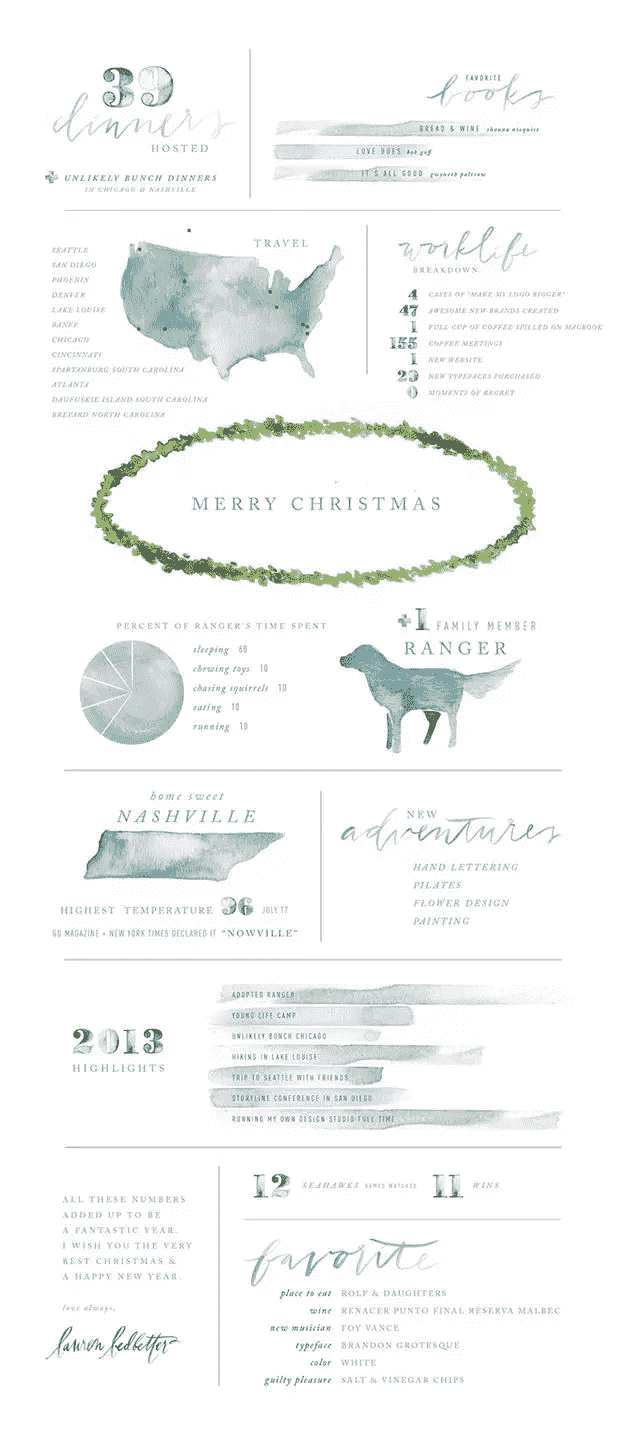 39
dinners
HOSTED
+ UNLIKELY BUNCH DINNERS
IN CHICAGO & NASHVILLE
FAVORITE
books
BREAD & WINE shauna niequist
LOVE DOES bob goff
IT'S ALL GOOD gwyneth paltrow
TRAVEL
SEATTLE
SAN DIEGO
PHOENIX
DENVER
LAKE LOUISE
BANFF
CHICAGO
CINCINNATI
SPARTANBURG SOUTH CAROLINA
ATLANTA
DAUFUSKIE ISLAND SOUTH CAROLINA
BREVARD NORTH CAROLINA
worklife
BREAKDOWN
4 CASES OF "MAKE MY LOGO BIGGER"
47 AWESOME NEW BRANDS CREATED
1 FULL CUP OF COFFEE SPILLED ON MACBOOK
155 COFFEE MEETINGS
1 NEW WEBSITE
29 NEW TYPEFACES PURCHASED
0 MOMENTS OF REGRET
MERRY CHRISTMAS
PERCENT OF RANGER'S TIME SPENT
sleeping 60
chewing toys 10
chasing squirrels 10
eating 10
running 10
+1 FAMILY MEMBER
RANGER
home sweet
NASHVILLE
HIGHEST TEMPERATURE 96 JULY 17
GQ MAGAZINE + NEW YORK TIMES DECLARED IT "NOWVILLE"
NEW
adventures
HAND LETTERING
PILATES
FLOWER DESIGN
PAINTING
2013
HIGHLIGHTS
ADOPTED RANGER
YOUNG LIFE CAMP
UNLIKELY BUNCH CHICAGO
HIKING IN LAKE LOUISE
TRIP TO SEATTLE WITH FRIENDS
STORYLINE CONFERENCE IN SAN DIEGO
RUNNING MY OWN DESIGN STUDIO FULL TIME
ALL THESE NUMBERS
ADDED UP TO BE
A FANTASTIC YEAR.
I WISH YOU THE VERY
BEST CHRISTMAS &
A HAPPY NEW YEAR.
love always,
lauren ledbetter
12 SEAHAWKS GAMES WATCHED 11 WINS
favorite
place to eat ROLF & DAUGHTERS
wine RENACER PUNTO FINAL RESERVA MALBEC
new musician FOY VANCE
typeface BRANDON GROTESQUE
color WHITE
guilty pleasure SALT & VINEGAR CHIPS